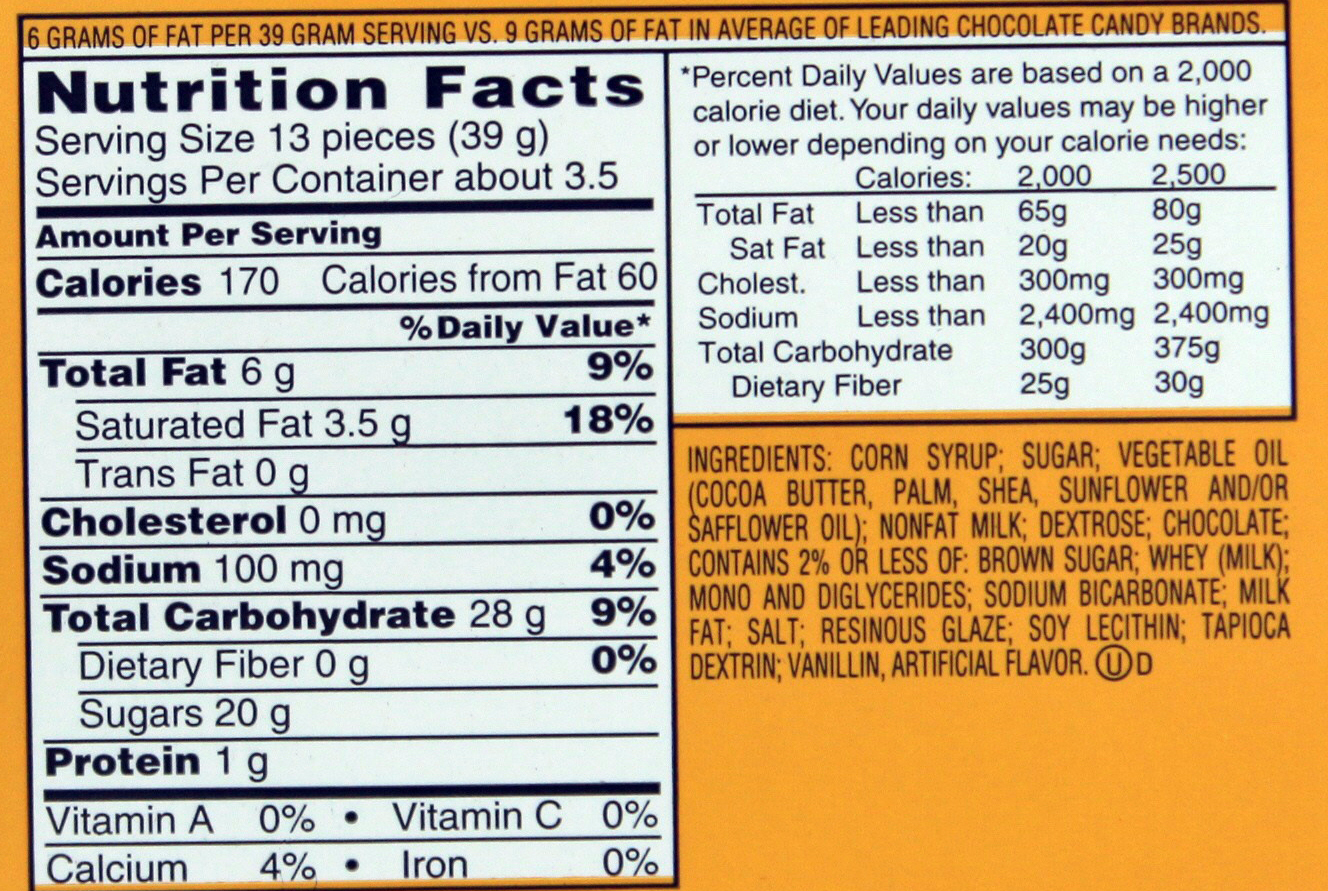 6 GRAMS OF FAT PER 39 GRAM SERVING VS. 9 GRAMS OF FAT IN AVERAGE OF LEADING CHOCOLATE CANDY BRANDS.
Nutrition Facts
Serving Size 13 pieces (39 g)
Servings Per Container about 3.5
Amount Per Serving
Calories 170 Calories from Fat 60
% Daily Value*
Total Fat 6 g 9%
Saturated Fat 3.5 g 18%
Trans Fat 0 g
Cholesterol 0 mg 0%
Sodium 100 mg 4%
Total Carbohydrate 28 g 9%
Dietary Fiber 0 g 0%
Sugars 20 g
Protein 1 g
Vitamin A 0% • Vitamin C 0%
Calcium 4% • Iron 0%
*Percent Daily Values are based on a 2,000
calorie diet. Your daily values may be higher
or lower depending on your calorie needs:
Calories: 2,000 2,500
Total Fat Less than 65g 80g
Sat Fat Less than 20g 25g
Cholest. Less than 300mg 300mg
Sodium Less than 2,400mg 2,400mg
Total Carbohydrate 300g 375g
Dietary Fiber 25g 30g
INGREDIENTS: CORN SYRUP; SUGAR; VEGETABLE OIL
(COCOA BUTTER, PALM, SHEA, SUNFLOWER AND/OR
SAFFLOWER OIL); NONFAT MILK; DEXTROSE; CHOCOLATE;
CONTAINS 2% OR LESS OF: BROWN SUGAR; WHEY (MILK);
MONO AND DIGLYCERIDES; SODIUM BICARBONATE; MILK
FAT; SALT; RESINOUS GLAZE; SOY LECITHIN; TAPIOCA
DEXTRIN; VANILLIN, ARTIFICIAL FLAVOR. Ⓤ D